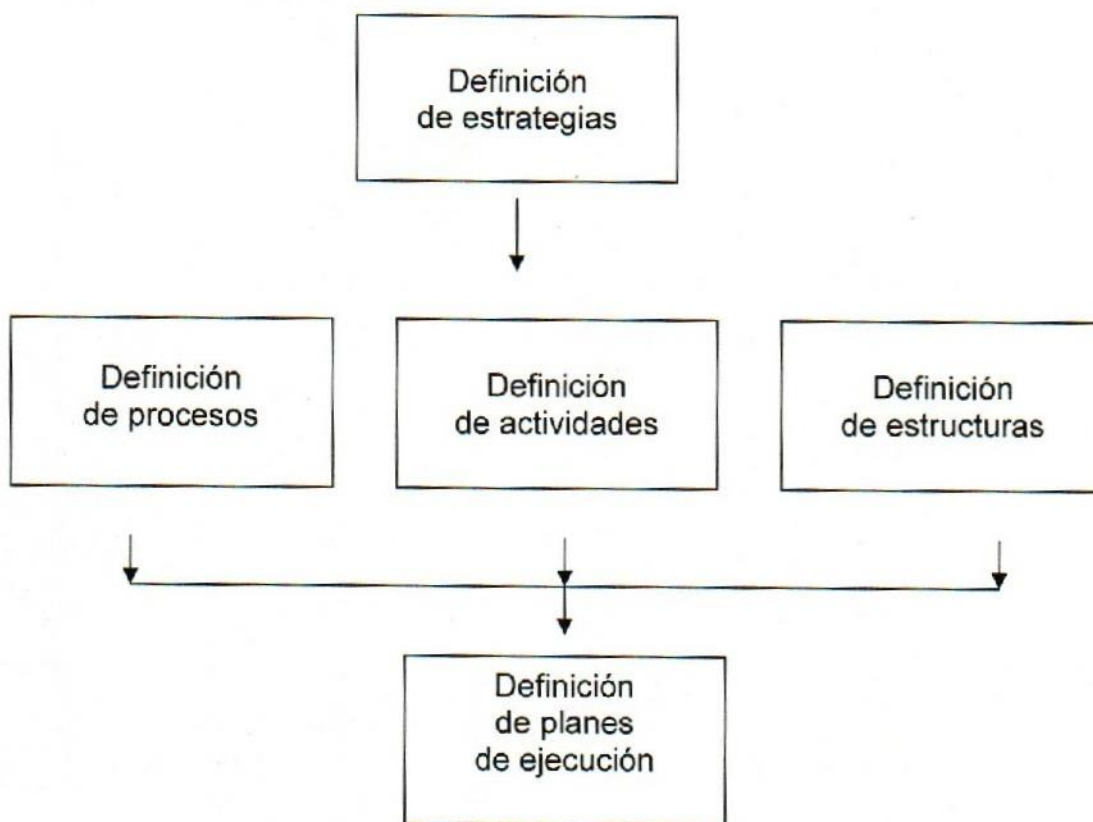 Definición
de estrategias
Definición
de procesos
Definición
de actividades
Definición
de estructuras
Definición
de planes
de ejecución